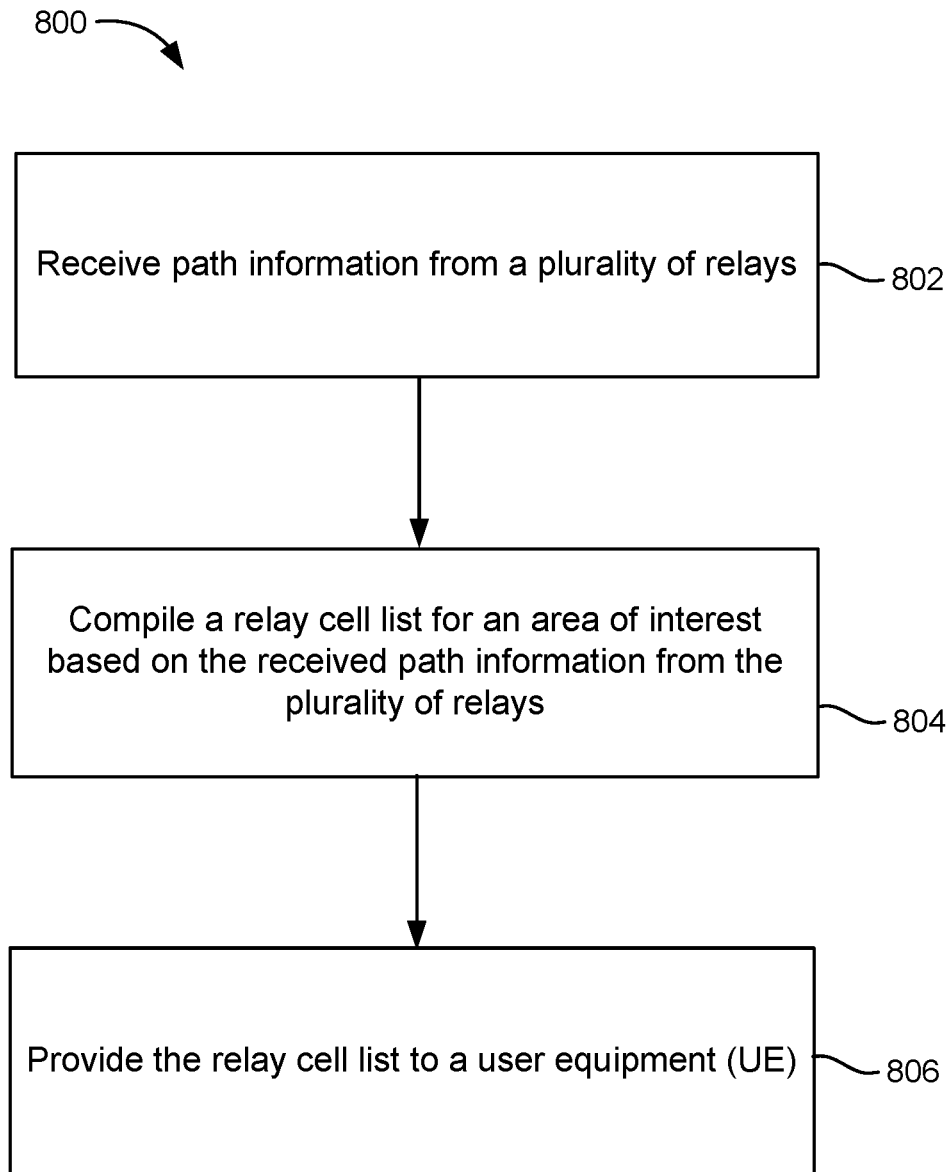 800
Receive path information from a plurality of relays
802
Compile a relay cell list for an area of interest
based on the received path information from the
plurality of relays
804
Provide the relay cell list to a user equipment (UE)
806